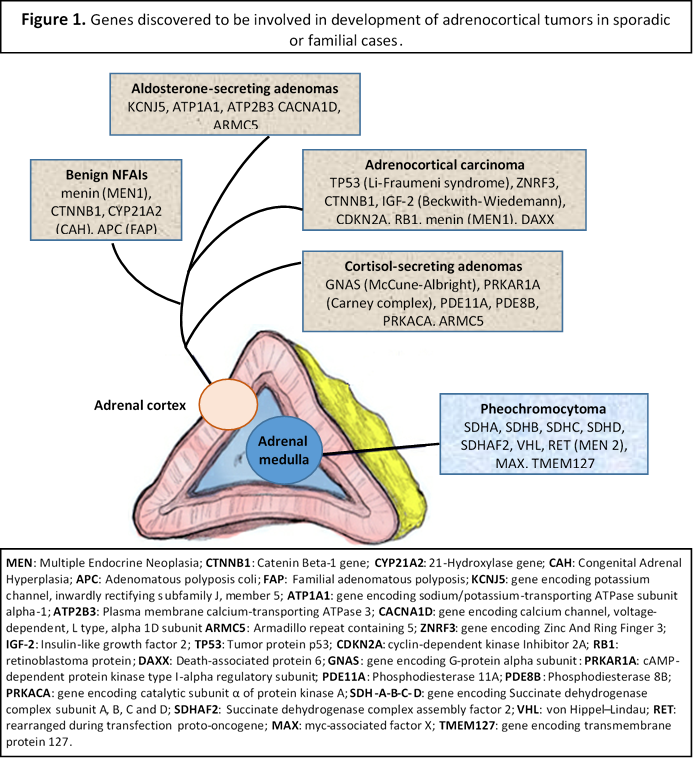 Figure 1. Genes discovered to be involved in development of adrenocortical tumors in sporadic
or familial cases.
Aldosterone-secreting adenomas
KCNJ5, ATP1A1, ATP2B3 CACNA1D,
ARMC5
Benign NFAIs
menin (MEN1),
CTNNB1, CYP21A2
(CAH), APC (FAP)
Adrenocortical carcinoma
TP53 (Li-Fraumeni syndrome), ZNRF3,
CTNNB1, IGF-2 (Beckwith-Wiedemann),
CDKN2A, RB1, menin (MEN1), DAXX
Cortisol-secreting adenomas
GNAS (McCune-Albright), PRKAR1A
(Carney complex), PDE11A, PDE8B,
PRKACA, ARMC5
Adrenal cortex
Adrenal
medulla
Pheochromocytoma
SDHA, SDHB, SDHC, SDHD,
SDHAF2, VHL, RET (MEN 2),
MAX, TMEM127
MEN: Multiple Endocrine Neoplasia; CTNNB1: Catenin Beta-1 gene; CYP21A2: 21-Hydroxylase gene; CAH: Congenital Adrenal
Hyperplasia; APC: Adenomatous polyposis coli; FAP: Familial adenomatous polyposis; KCNJ5: gene encoding potassium
channel, inwardly rectifying subfamily J, member 5; ATP1A1: gene encoding sodium/potassium-transporting ATPase subunit
alpha-1; ATP2B3: Plasma membrane calcium-transporting ATPase 3; CACNA1D: gene encoding calcium channel, voltage-
dependent, L type, alpha 1D subunit ARMC5: Armadillo repeat containing 5; ZNRF3: gene encoding Zinc And Ring Finger 3;
IGF-2: Insulin-like growth factor 2; TP53: Tumor protein p53; CDKN2A: cyclin-dependent kinase Inhibitor 2A; RB1:
retinoblastoma protein; DAXX: Death-associated protein 6; GNAS: gene encoding G-protein alpha subunit: PRKAR1A: cAMP-
dependent protein kinase type I-alpha regulatory subunit; PDE11A: Phosphodiesterase 11A; PDE8B: Phosphodiesterase 8B;
PRKACA: gene encoding catalytic subunit α of protein kinase A; SDH-A-B-C-D: gene encoding Succinate dehydrogenase
complex subunit A, B, C and D; SDHAF2: Succinate dehydrogenase complex assembly factor 2; VHL: von Hippel–Lindau; RET:
rearranged during transfection proto-oncogene; MAX: myc-associated factor X; TMEM127: gene encoding transmembrane
protein 127.